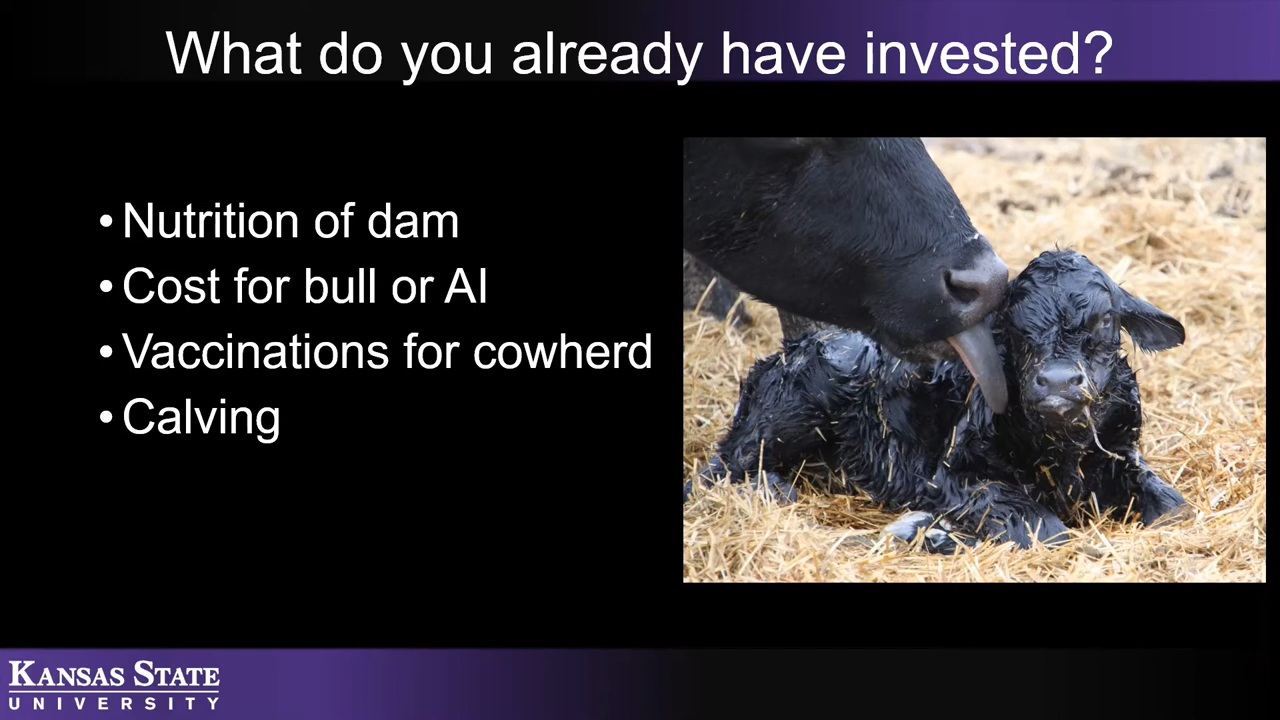 What do you already have invested?
• Nutrition of dam
• Cost for bull or AI
• Vaccinations for cowherd
• Calving
KANSAS STATE
UNIVERSITY